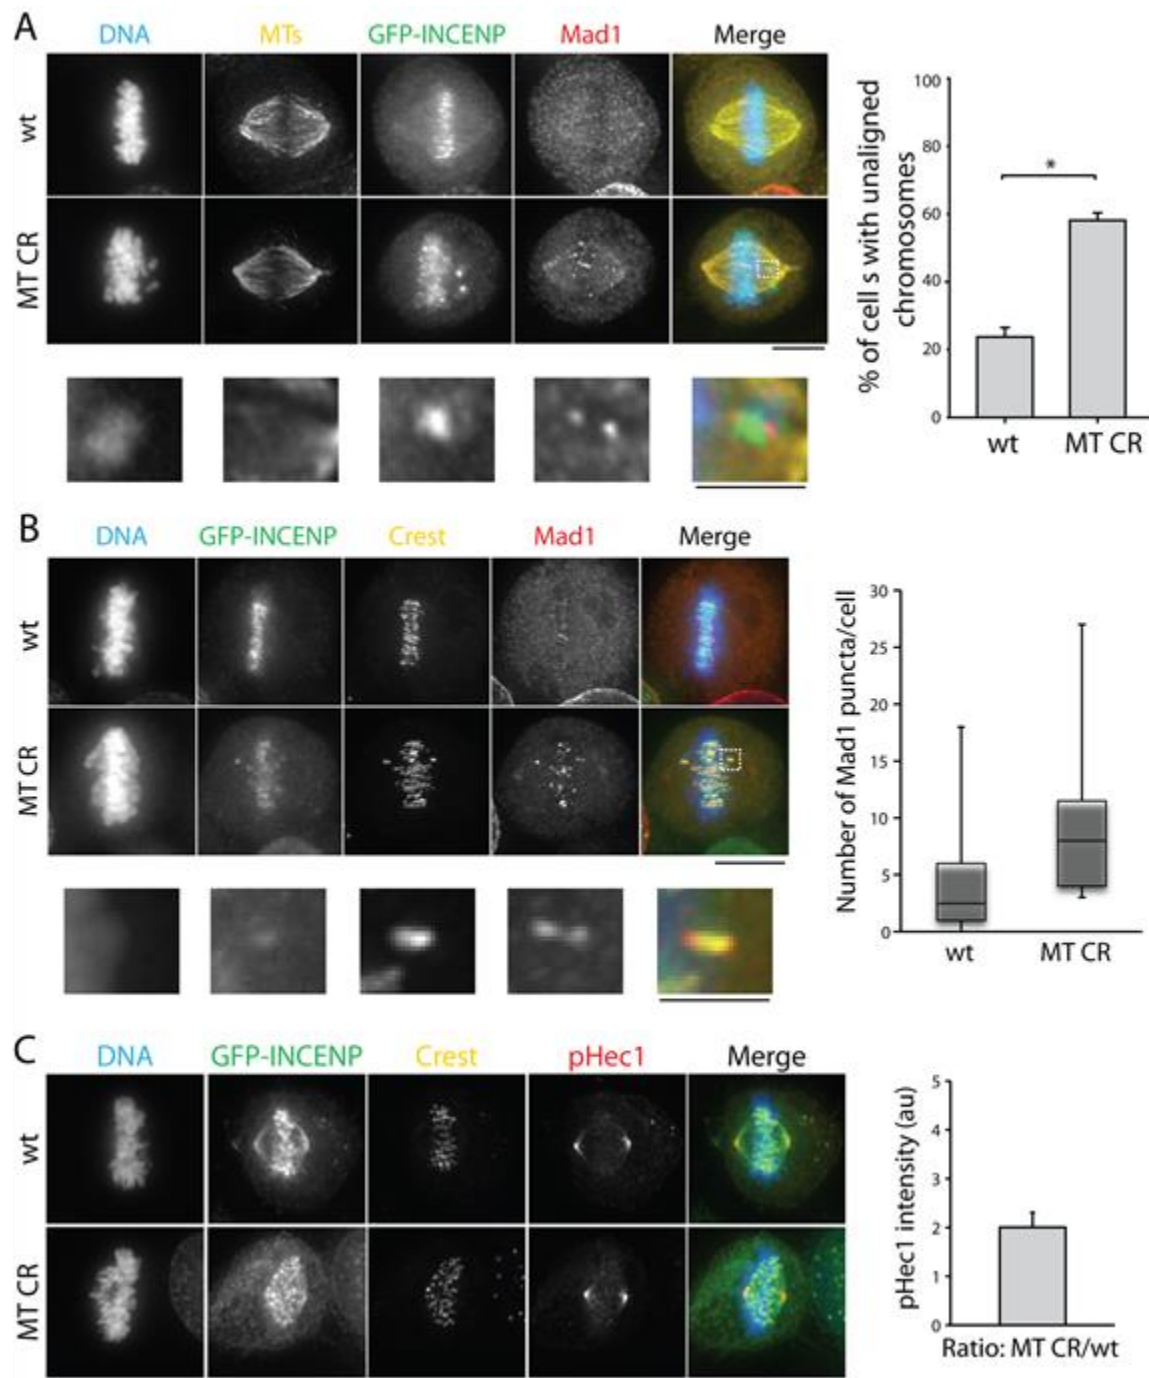 A
DNA MTs GFP-INCENP Mad1 Merge
wt
MT CR
% of cell s with unaligned
chromosomes
100
80
60
40
20
0
*
wt MT CR
B
DNA GFP-INCENP Crest Mad1 Merge
wt
MT CR
Number of Mad1 puncta/cell
30
25
20
15
10
5
0
wt MT CR
C
DNA GFP-INCENP Crest pHec1 Merge
wt
MT CR
pHec1 intensity (au)
5
4
3
2
1
0
Ratio: MT CR/wt